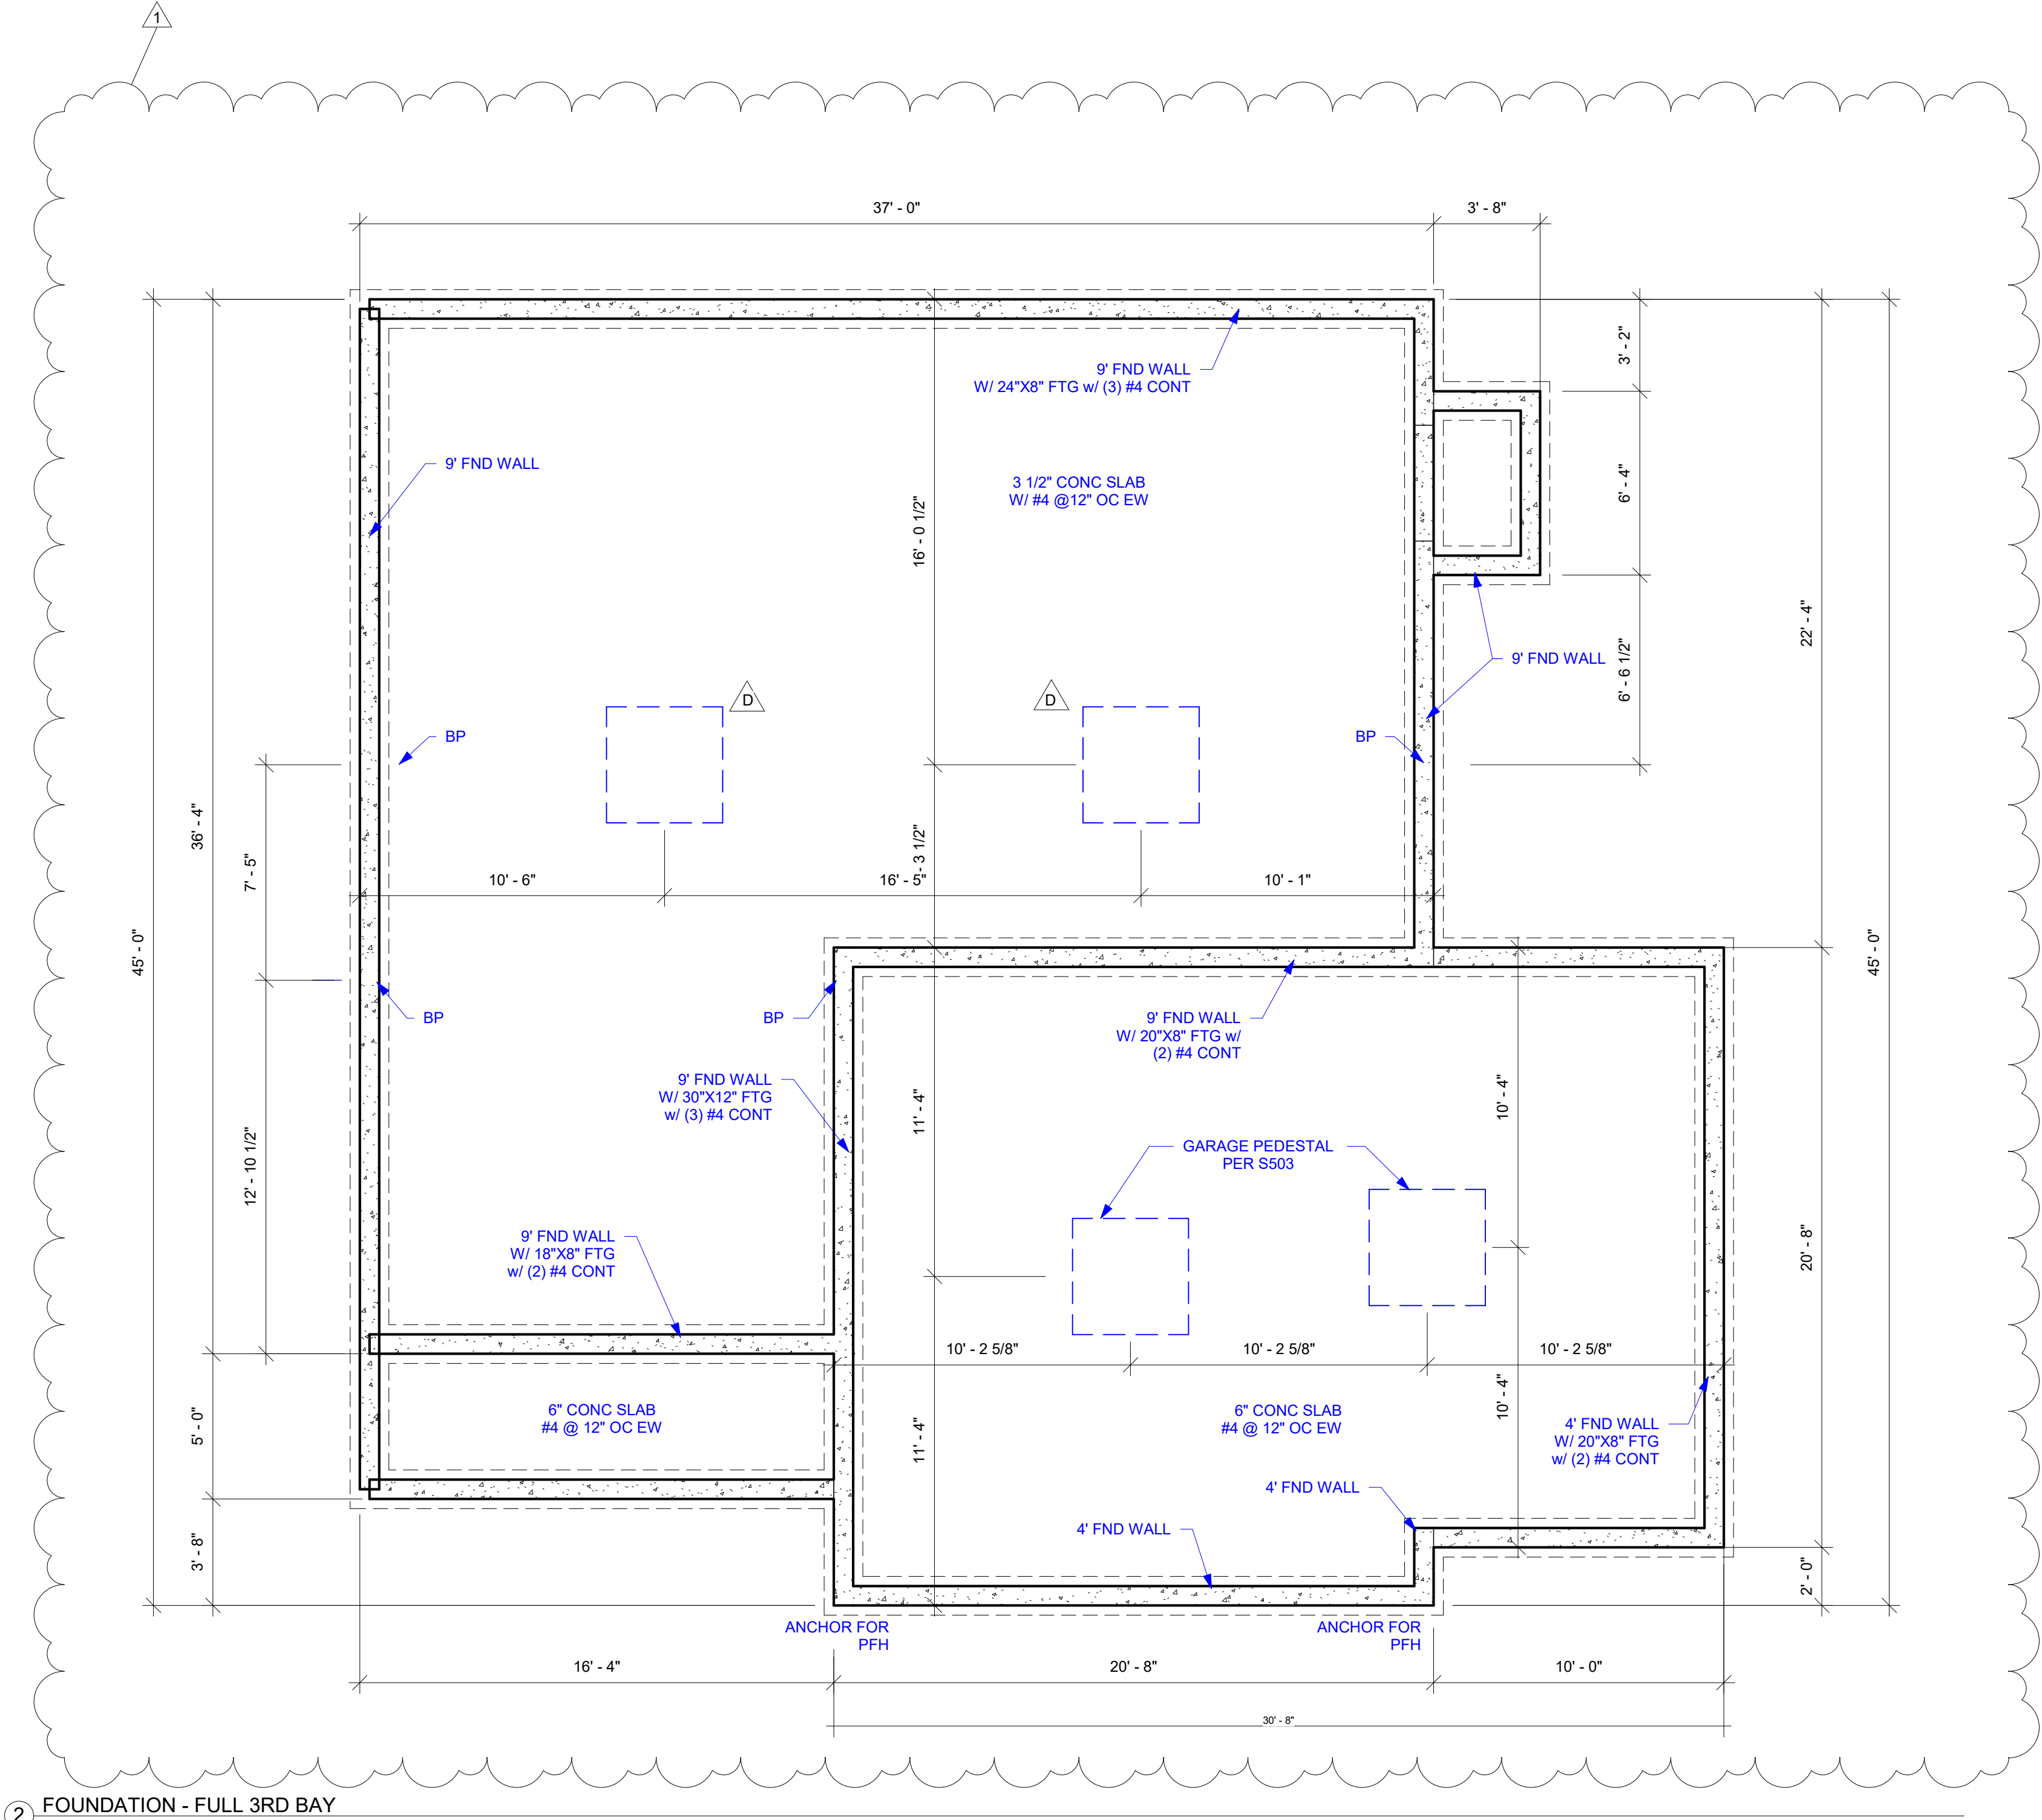 1
37' - 0"
3' - 8"
9' FND WALL
W/ 24"X8" FTG w/ (3) #4 CONT
3' - 2"
9' FND WALL
3 1/2" CONC SLAB
W/ #4 @12" OC EW
6' - 4"
16' - 0 1/2"
22' - 4"
9' FND WALL
6' - 6 1/2"
D
D
BP
BP
36' - 4"
7' - 5"
- 3 1/2"
10' - 6"
16' - 5"
10' - 1"
45' - 0"
45' - 0"
BP
BP
9' FND WALL
W/ 20"X8" FTG w/
(2) #4 CONT
9' FND WALL
W/ 30"X12" FTG
w/ (3) #4 CONT
11' - 4"
10' - 4"
12' - 10 1/2"
GARAGE PEDESTAL
PER S503
9' FND WALL
W/ 18"X8" FTG
w/ (2) #4 CONT
20' - 8"
10' - 2 5/8"
10' - 2 5/8"
10' - 2 5/8"
5' - 0"
6" CONC SLAB
#4 @ 12" OC EW
11' - 4"
6" CONC SLAB
#4 @ 12" OC EW
10' - 4"
4' FND WALL
W/ 20"X8" FTG
w/ (2) #4 CONT
4' FND WALL
4' FND WALL
3' - 8"
2' - 0"
ANCHOR FOR
PFH
ANCHOR FOR
PFH
16' - 4"
20' - 8"
10' - 0"
30' - 8"
2
FOUNDATION - FULL 3RD BAY